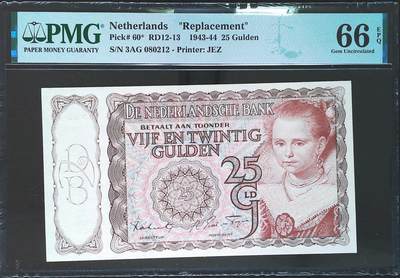 PMG
PAPER MONEY GUARANTY
Netherlands "Replacement"
Pick# 60* RD12-13 1943-44 25 Gulden
S/N 3AG 080212 - Printer: JEZ
66 EPQ
Gem Uncirculated
DE NEDERLANDSCHE BANK
BETAALT AAN TOONDER
VIJF EN TWINTIG
GULDEN
25
GLD